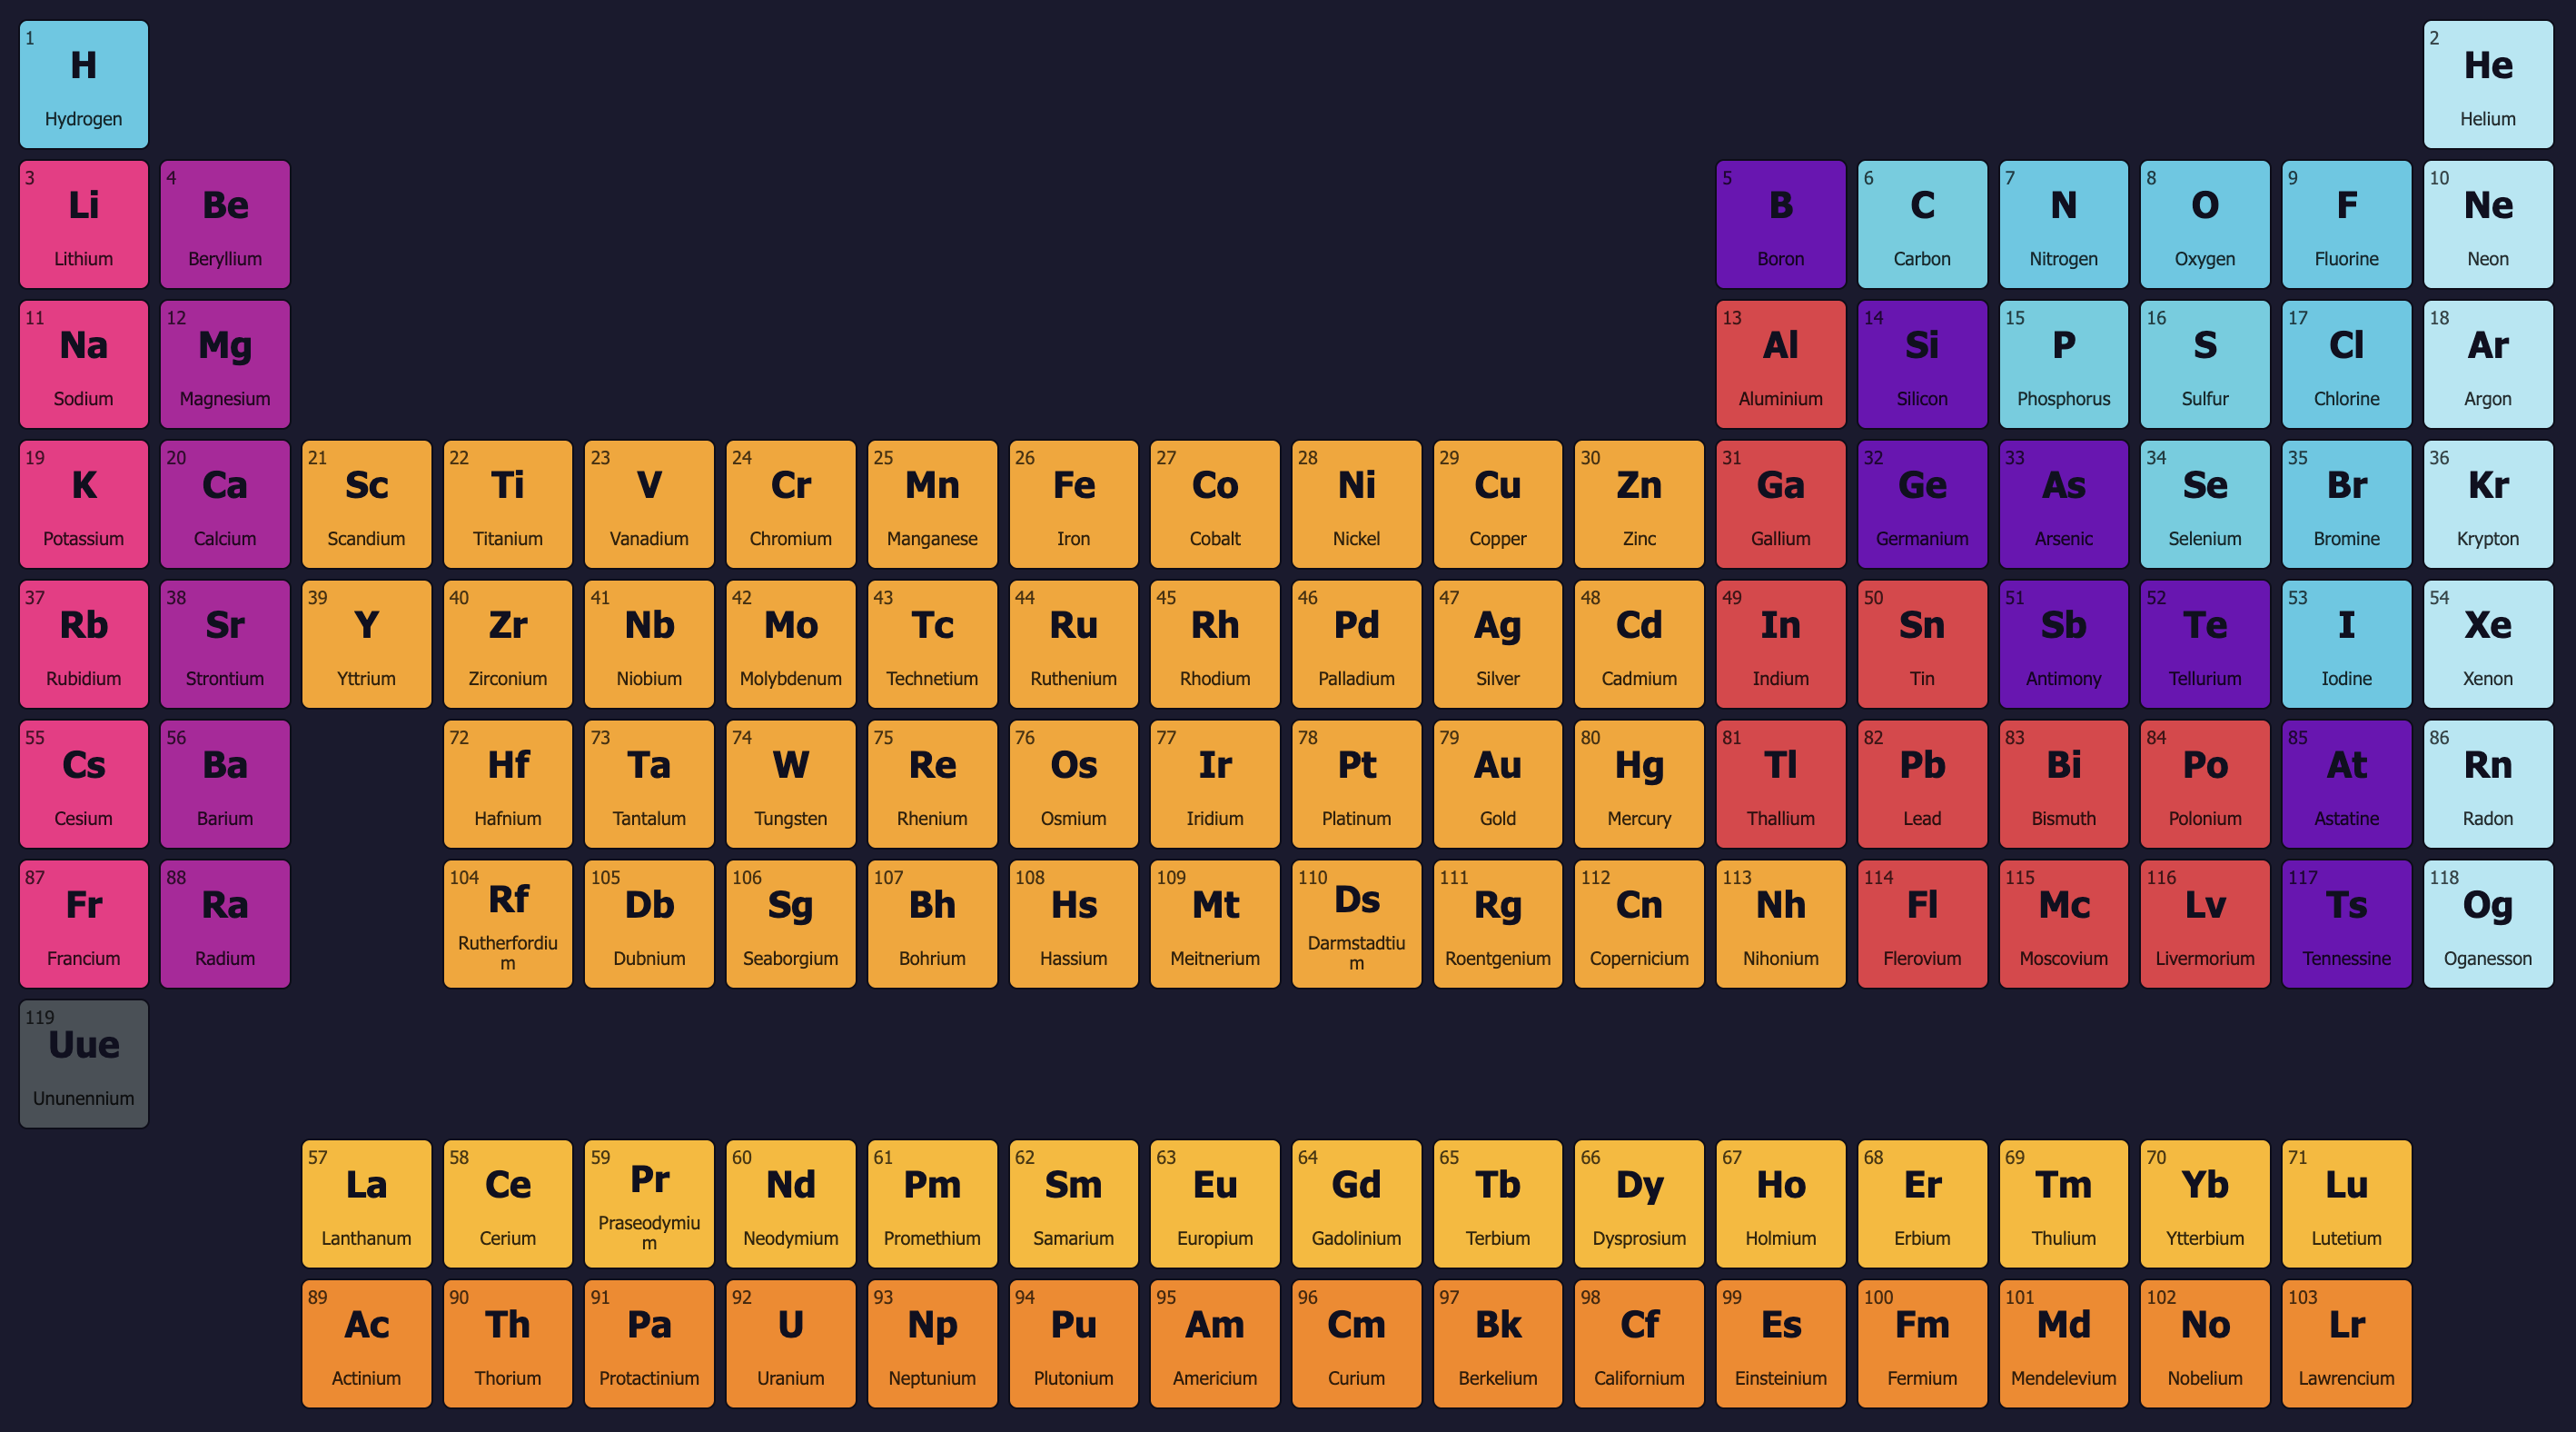 1 2
H He
Hydrogen Helium
3 4 5 6 7 8 9 10
Li Be B C N O F Ne
Lithium Beryllium Boron Carbon Nitrogen Oxygen Fluorine Neon
11 12 13 14 15 16 17 18
Na Mg Al Si P S Cl Ar
Sodium Magnesium Aluminium Silicon Phosphorus Sulfur Chlorine Argon
19 20 21 22 23 24 25 26 27 28 29 30 31 32 33 34 35 36
K Ca Sc Ti V Cr Mn Fe Co Ni Cu Zn Ga Ge As Se Br Kr
Potassium Calcium Scandium Titanium Vanadium Chromium Manganese Iron Cobalt Nickel Copper Zinc Gallium Germanium Arsenic Selenium Bromine Krypton
37 38 39 40 41 42 43 44 45 46 47 48 49 50 51 52 53 54
Rb Sr Y Zr Nb Mo Tc Ru Rh Pd Ag Cd In Sn Sb Te I Xe
Rubidium Strontium Yttrium Zirconium Niobium Molybdenum Technetium Ruthenium Rhodium Palladium Silver Cadmium Indium Tin Antimony Tellurium Iodine Xenon
55 56 72 73 74 75 76 77 78 79 80 81 82 83 84 85 86
Cs Ba Hf Ta W Re Os Ir Pt Au Hg Tl Pb Bi Po At Rn
Cesium Barium Hafnium Tantalum Tungsten Rhenium Osmium Iridium Platinum Gold Mercury Thallium Lead Bismuth Polonium Astatine Radon
87 88 104 105 106 107 108 109 110 111 112 113 114 115 116 117 118
Fr Ra Rf Db Sg Bh Hs Mt Ds Rg Cn Nh Fl Mc Lv Ts Og
Francium Radium Rutherfordiu
m Dubnium Seaborgium Bohrium Hassium Meitnerium Darmstadtiu
m Roentgenium Copernicium Nihonium Flerovium Moscovium Livermorium Tennessine Oganesson
119
Uue
Ununennium
57 58 59 60 61 62 63 64 65 66 67 68 69 70 71
La Ce Pr Nd Pm Sm Eu Gd Tb Dy Ho Er Tm Yb Lu
Lanthanum Cerium Praseodymiu
m Neodymium Promethium Samarium Europium Gadolinium Terbium Dysprosium Holmium Erbium Thulium Ytterbium Lutetium
89 90 91 92 93 94 95 96 97 98 99 100 101 102 103
Ac Th Pa U Np Pu Am Cm Bk Cf Es Fm Md No Lr
Actinium Thorium Protactinium Uranium Neptunium Plutonium Americium Curium Berkelium Californium Einsteinium Fermium Mendelevium Nobelium Lawrencium